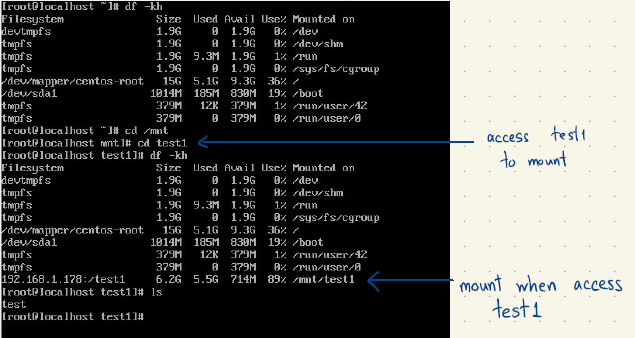 [root@localhost ~]# df -kh
Filesystem Size Used Avail Use% Mounted on
devtmpfs 1.9G 0 1.9G 0% /dev
tmpfs 1.9G 0 1.9G 0% /dev/shm
tmpfs 1.9G 9.3M 1.9G 1% /run
tmpfs 1.9G 0 1.9G 0% /sys/fs/cgroup
/dev/mapper/centos-root 15G 5.1G 9.3G 36% /
/dev/sda1 1014M 185M 830M 19% /boot
tmpfs 379M 12K 379M 1% /run/user/42
tmpfs 379M 0 379M 0% /run/user/0
[root@localhost ~]# cd /mnt
[root@localhost mnt]# cd test1
access test1
to mount
[root@localhost test1]# df -kh
Filesystem Size Used Avail Use% Mounted on
devtmpfs 1.9G 0 1.9G 0% /dev
tmpfs 1.9G 0 1.9G 0% /dev/shm
tmpfs 1.9G 9.3M 1.9G 1% /run
tmpfs 1.9G 0 1.9G 0% /sys/fs/cgroup
/dev/mapper/centos-root 15G 5.1G 9.3G 36% /
/dev/sda1 1014M 185M 830M 19% /boot
tmpfs 379M 12K 379M 1% /run/user/42
tmpfs 379M 0 379M 0% /run/user/0
192.168.1.178:/test1 6.2G 5.5G 714M 89% /mnt/test1
mount when access
test1
[root@localhost test1]# ls
test
[root@localhost test1]#